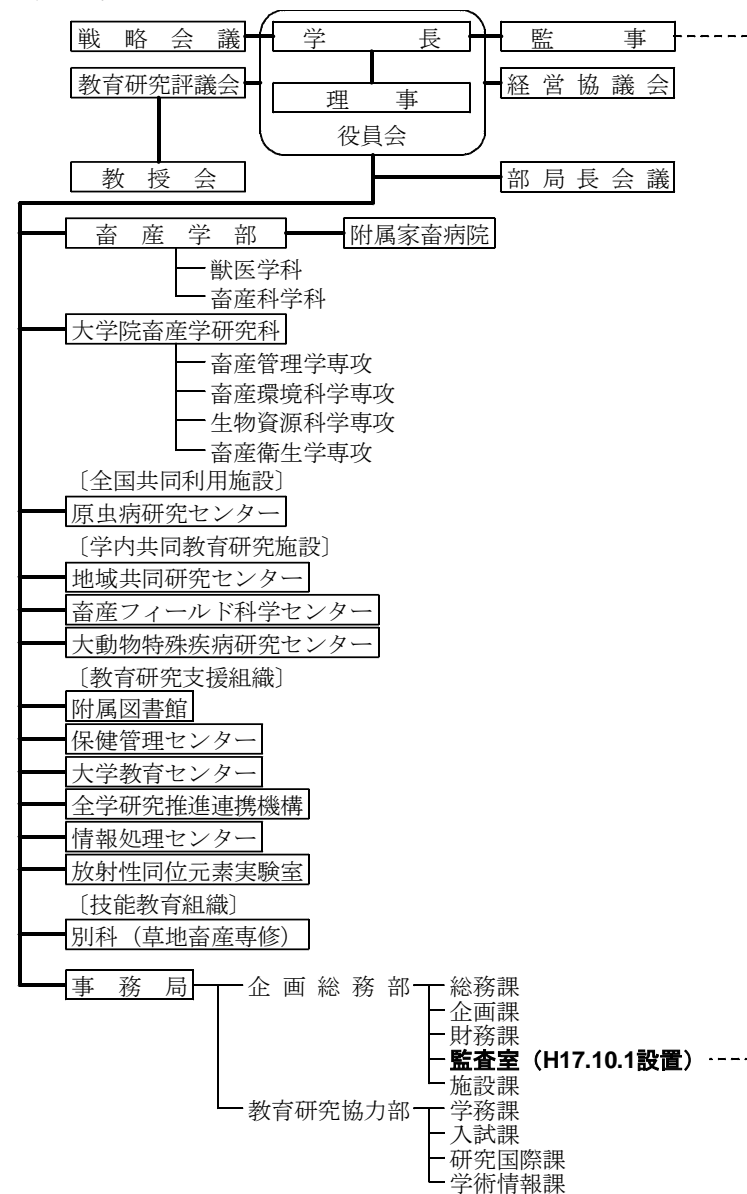 戦略会議 学長 監事
教育研究評議会 理事 経営協議会
役員会
教授会 部局長会議
畜産学部 附属家畜病院
獣医学科
畜産科学科
大学院畜産学研究科
畜産管理学専攻
畜産環境科学専攻
生物資源科学専攻
畜産衛生学専攻
〔全国共同利用施設〕
原虫病研究センター
〔学内共同教育研究施設〕
地域共同研究センター
畜産フィールド科学センター
大動物特殊疾病研究センター
〔教育研究支援組織〕
附属図書館
保健管理センター
大学教育センター
全学研究推進連携機構
情報処理センター
放射性同位元素実験室
〔技能教育組織〕
別科（草地畜産専修）
事務局 企画総務部 総務課
企画課
財務課
監査室（H17.10.1設置）
施設課
教育研究協力部 学務課
入試課
研究国際課
学術情報課